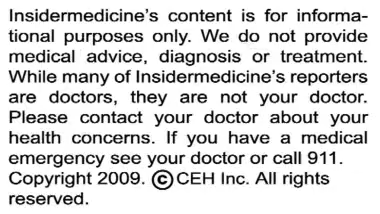 Insidermedicine's content is for informa-
tional purposes only. We do not provide
medical advice, diagnosis or treatment.
While many of Insidermedicine's reporters
are doctors, they are not your doctor.
Please contact your doctor about your
health concerns. If you have a medical
emergency see your doctor or call 911.
Copyright 2009. ©CEH Inc. All rights
reserved.